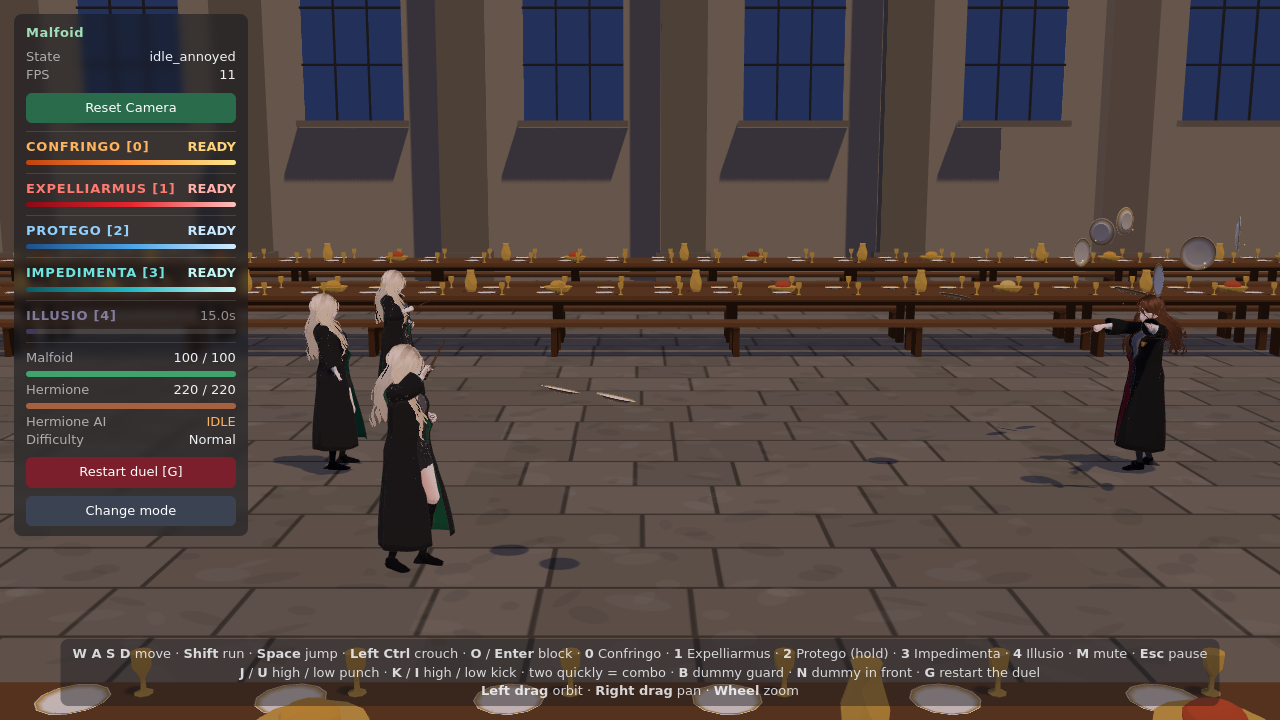 Malfoid
State idle_annoyed
FPS 11
Reset Camera
CONFRINGO [0] READY
EXPELLIARMUS [1] READY
PROTEGO [2] READY
IMPEDIMENTA [3] READY
ILLUSIO [4] 15.0s
Malfoid 100 / 100
Hermione 220 / 220
Hermione AI IDLE
Difficulty Normal
Restart duel [G]
Change mode
W A S D move · Shift run · Space jump · Left Ctrl crouch · O / Enter block · 0 Confringo · 1 Expelliarmus · 2 Protego (hold) · 3 Impedimenta · 4 Illusio · M mute · Esc pause
J / U high / low punch · K / I high / low kick · two quickly = combo · B dummy guard · N dummy in front · G restart the duel
Left drag orbit · Right drag pan · Wheel zoom